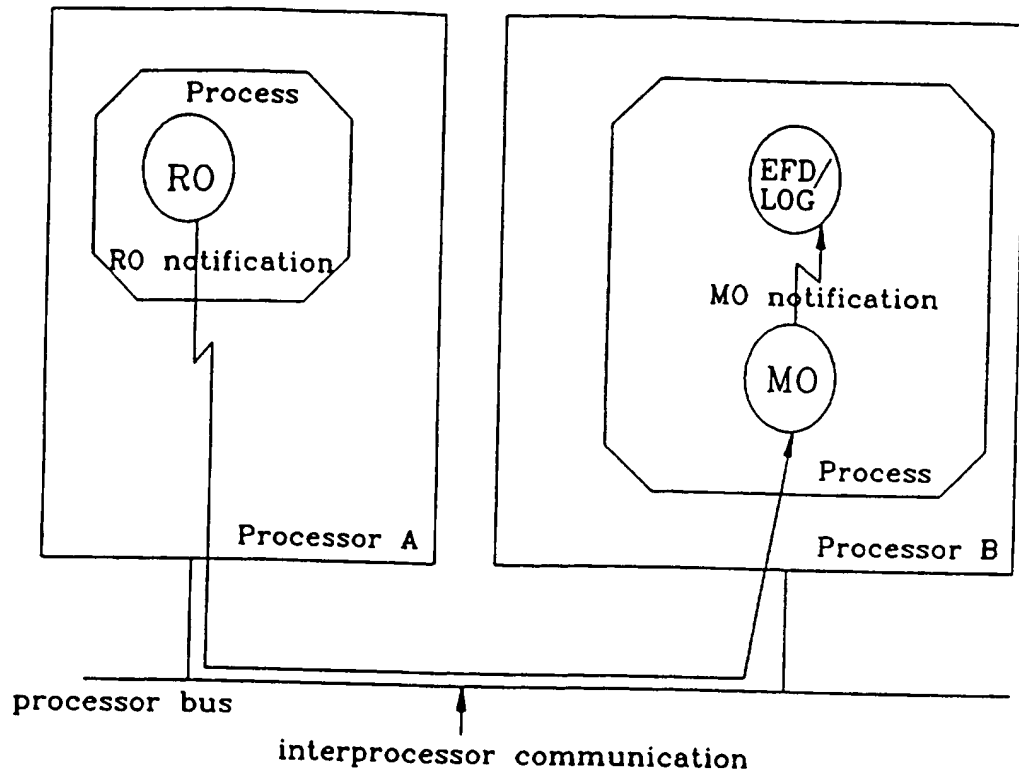 Process
RO
RO notification
Processor A
EFD/
LOG
MO notification
MO
Process
Processor B
processor bus
interprocessor communication